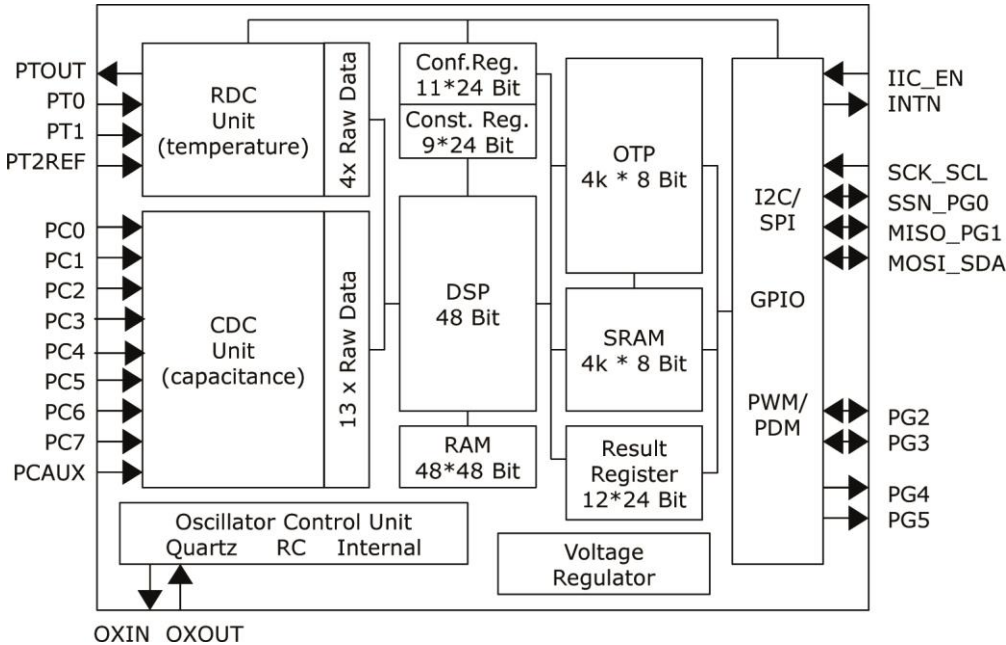 PTOUT
PT0
PT1
PT2REF
RDC
Unit
(temperature)
4x Raw Data
PC0
PC1
PC2
PC3
PC4
PC5
PC6
PC7
PCAUX
CDC
Unit
(capacitance)
13 x Raw Data
Conf.Reg.
11*24 Bit
Const. Reg.
9*24 Bit
DSP
48 Bit
RAM
48*48 Bit
OTP
4k * 8 Bit
SRAM
4k * 8 Bit
Result
Register
12*24 Bit
I2C/
SPI
GPIO
PWM/
PDM
IIC_EN
INTN
SCK_SCL
SSN_PG0
MISO_PG1
MOSI_SDA
PG2
PG3
PG4
PG5
Oscillator Control Unit
Quartz RC Internal
Voltage
Regulator
OXIN OXOUT